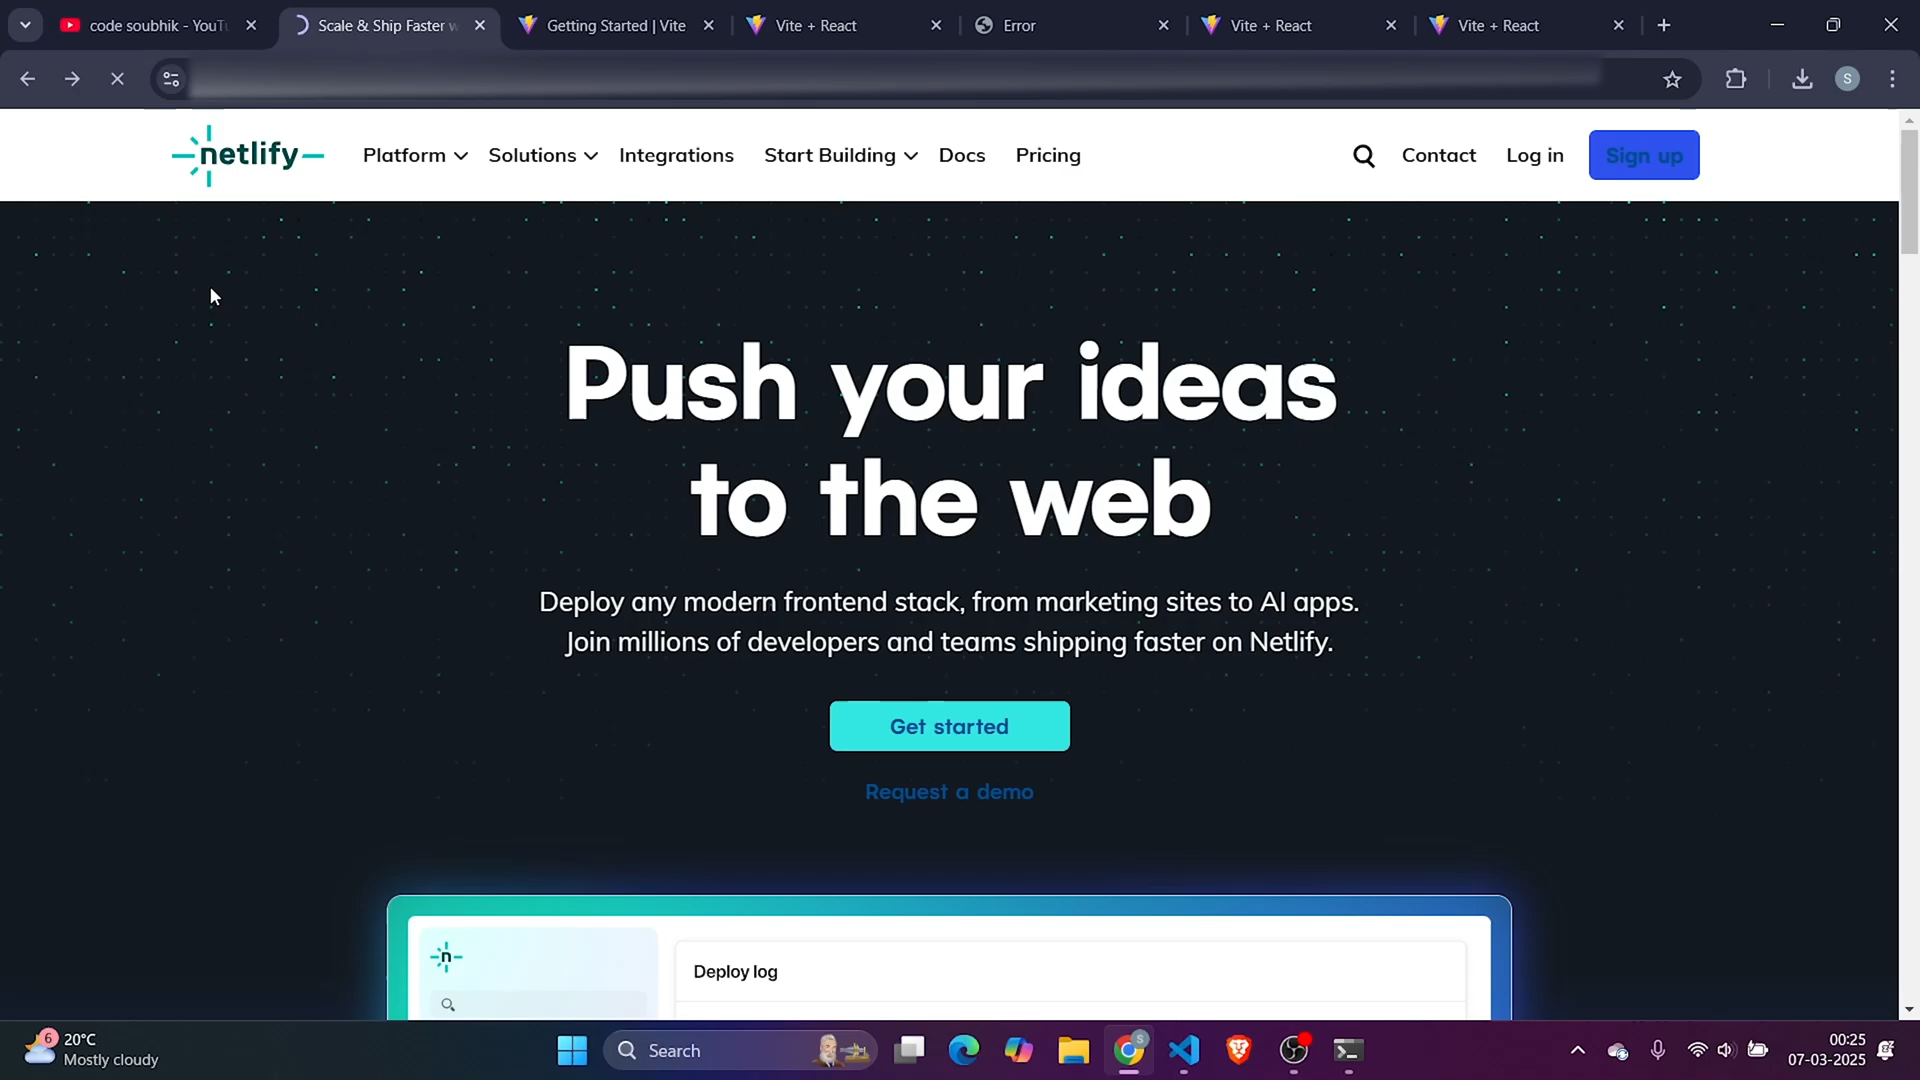 code soubhik - YouTu
Scale & Ship Faster w
Getting Started | Vite
Vite + React
Error
Vite + React
Vite + React
S
netlify
Platform
Solutions
Integrations
Start Building
Docs
Pricing
Contact
Log in
Sign up
Push your ideas
to the web
Deploy any modern frontend stack, from marketing sites to AI apps.
Join millions of developers and teams shipping faster on Netlify.
Get started
Request a demo
n
Deploy log
6
20°C
Mostly cloudy
Search
S
00:25
07-03-2025